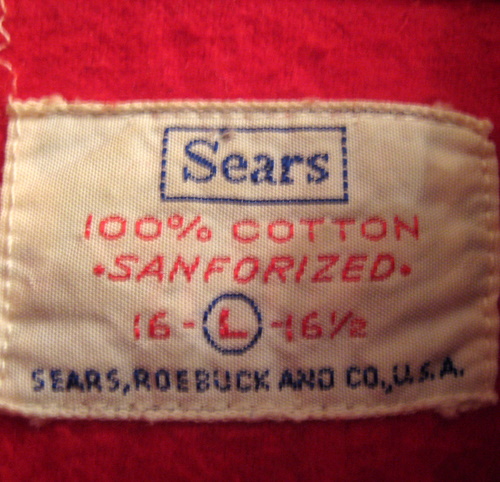 Sears
100% COTTON
•SANFORIZED•
16-L-16½
SEARS, ROEBUCK AND CO., U.S.A.